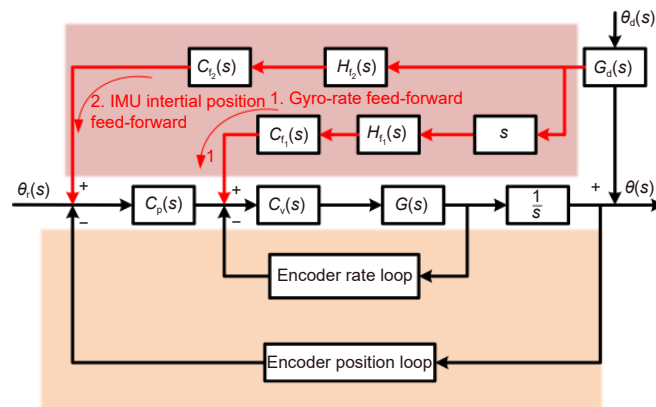 θd(s)
Cf2(s)
Hf2(s)
Gd(s)
2. IMU intertial position
feed-forward
1. Gyro-rate feed-forward
1
Cf1(s)
Hf1(s)
s
θr(s)
+
−
Cp(s)
+
−
Cv(s)
G(s)
1
s
+
θ(s)
Encoder rate loop
Encoder position loop